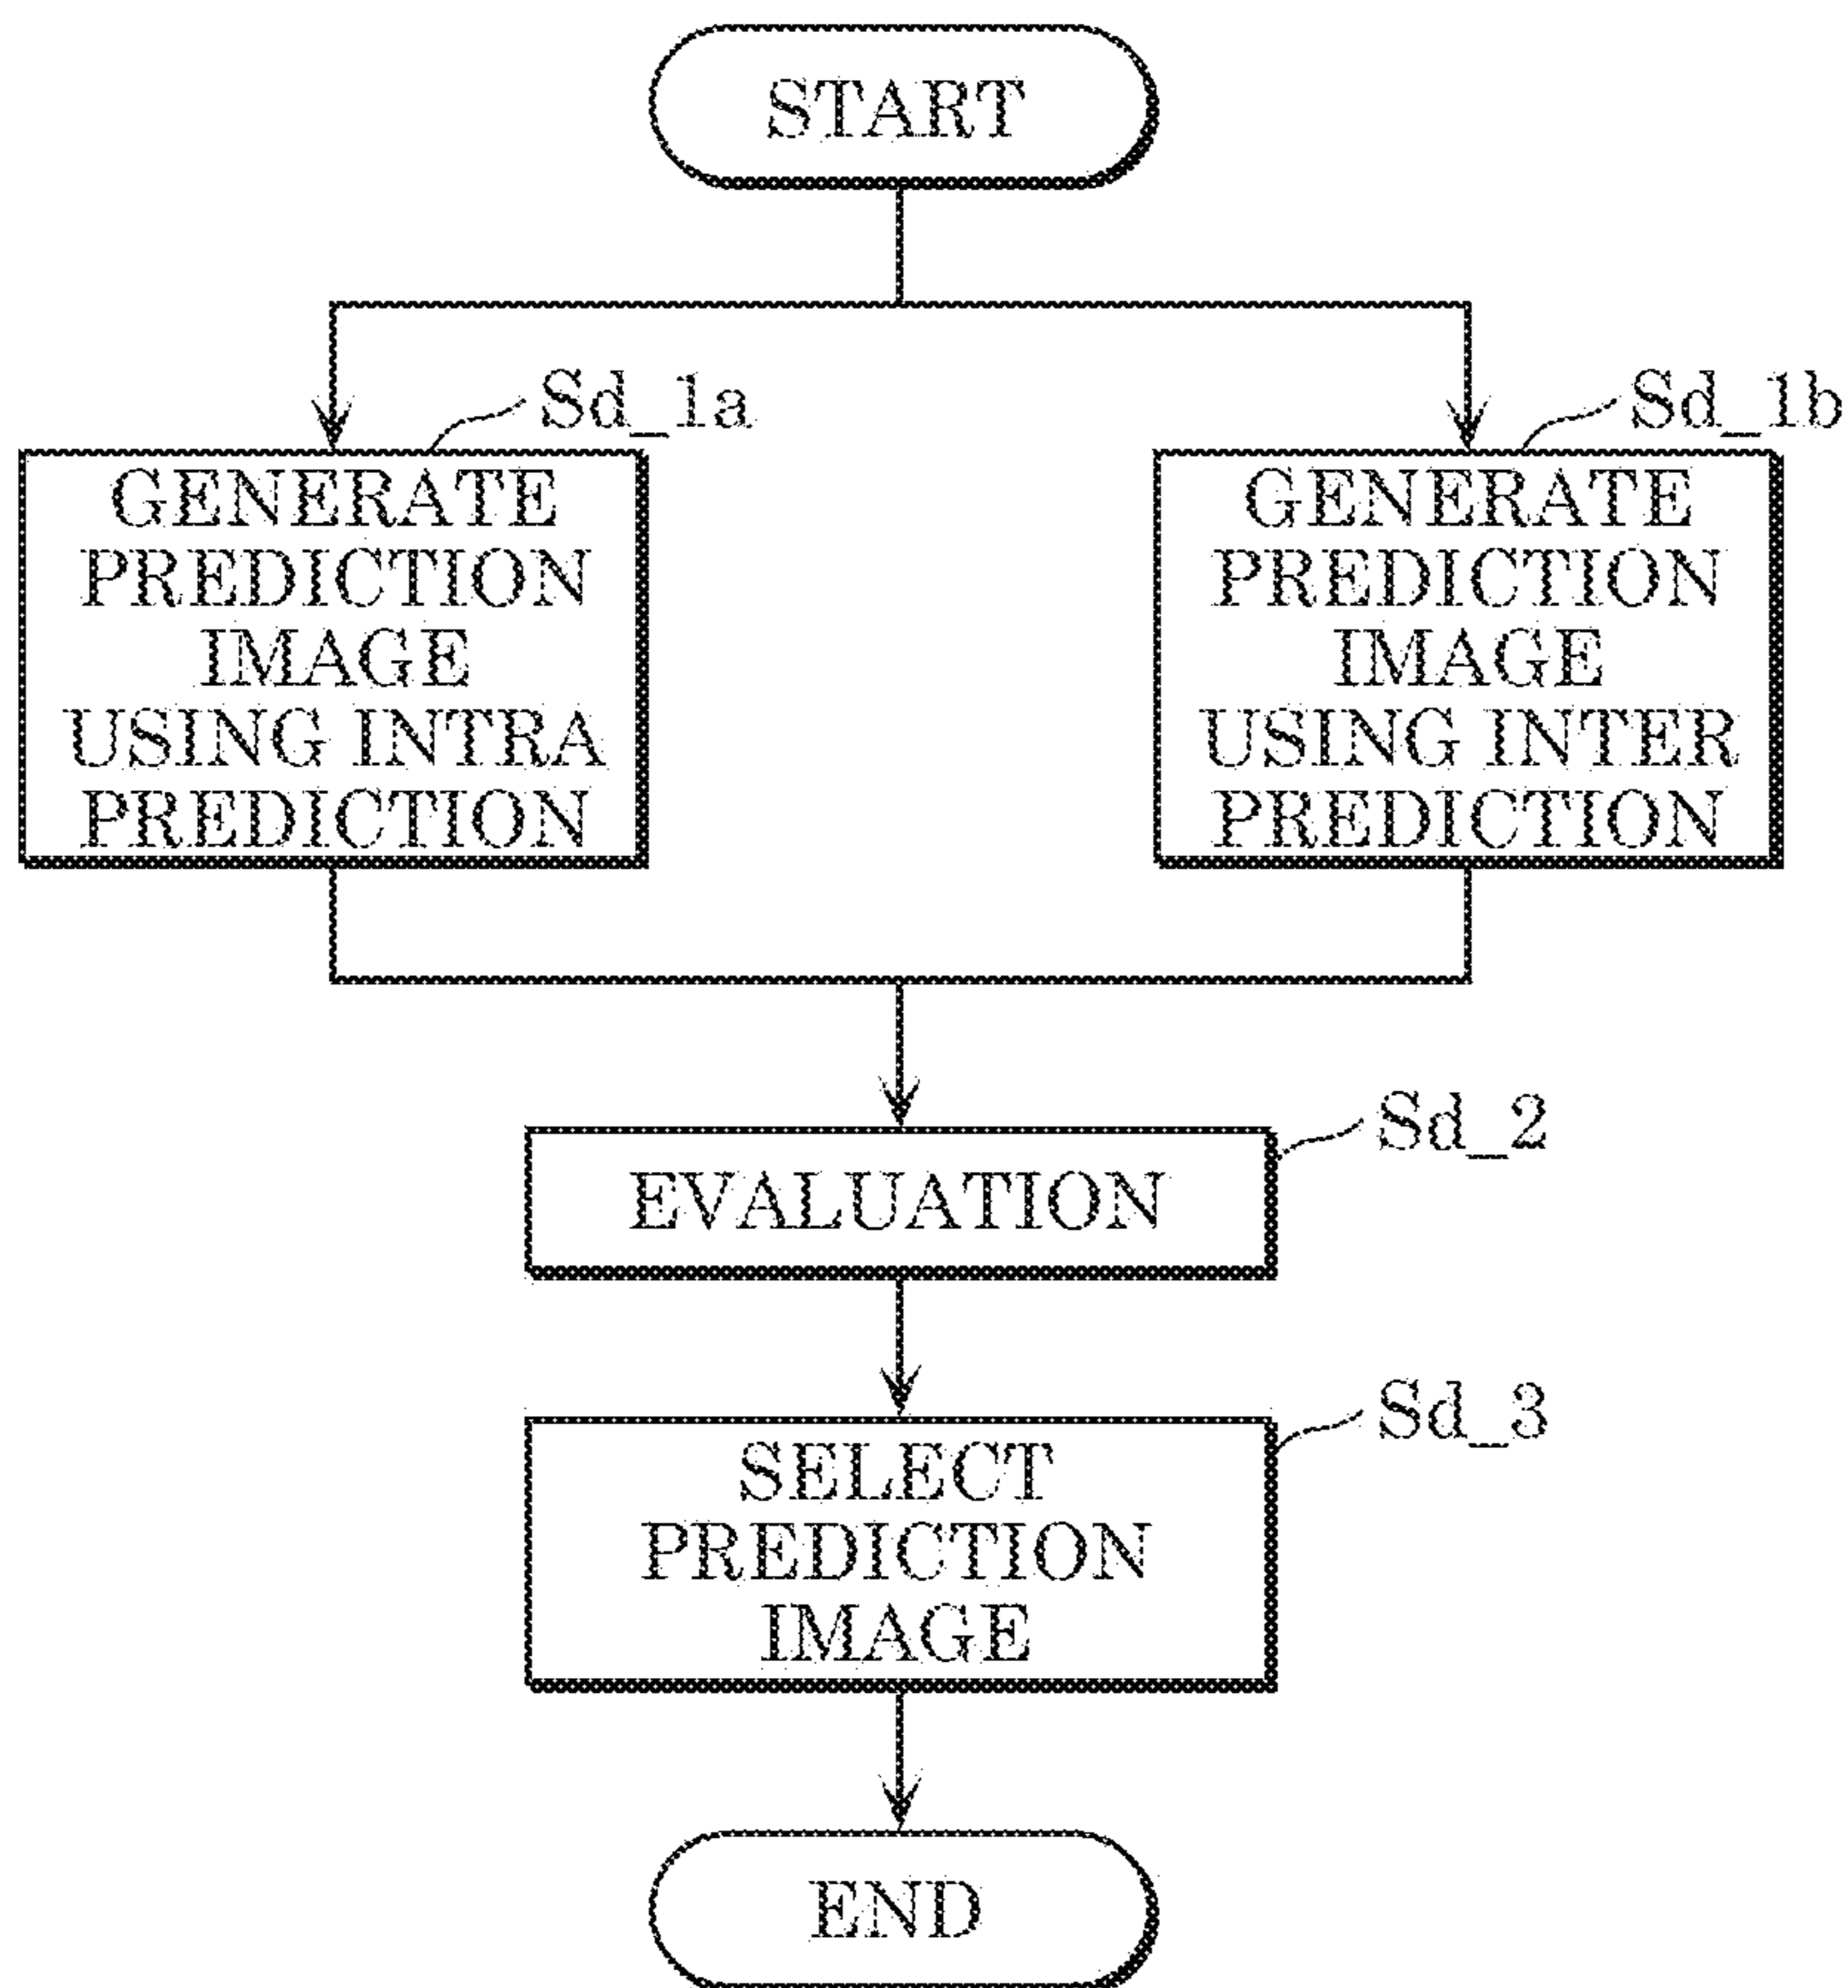 START
Sd_1a
GENERATE
PREDICTION
IMAGE
USING INTRA
PREDICTION
Sd_1b
GENERATE
PREDICTION
IMAGE
USING INTER
PREDICTION
Sd_2
EVALUATION
Sd_3
SELECT
PREDICTION
IMAGE
END